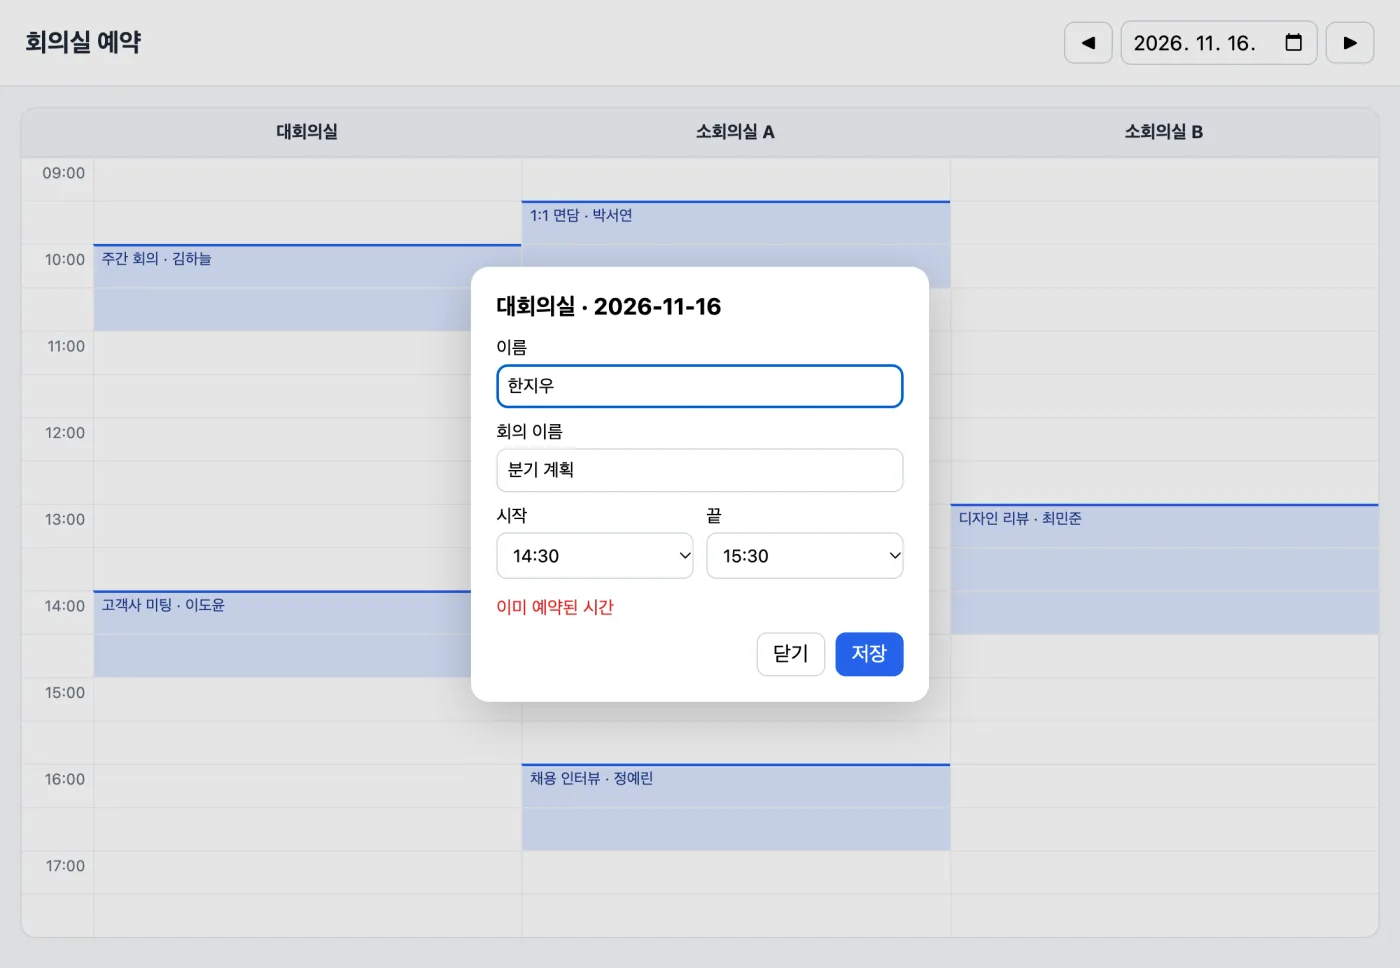 회의실 예약
◀ 2026. 11. 16. ▶
대회의실 소회의실 A 소회의실 B
09:00
1:1 면담 · 박서연
10:00 주간 회의 · 김하늘
대회의실 · 2026-11-16
11:00
이름
한지우
12:00
회의 이름
분기 계획
13:00
시작 끝
디자인 리뷰 · 최민준
14:30 15:30
14:00 고객사 미팅 · 이도윤
이미 예약된 시간
닫기 저장
15:00
16:00 채용 인터뷰 · 정예린
17:00